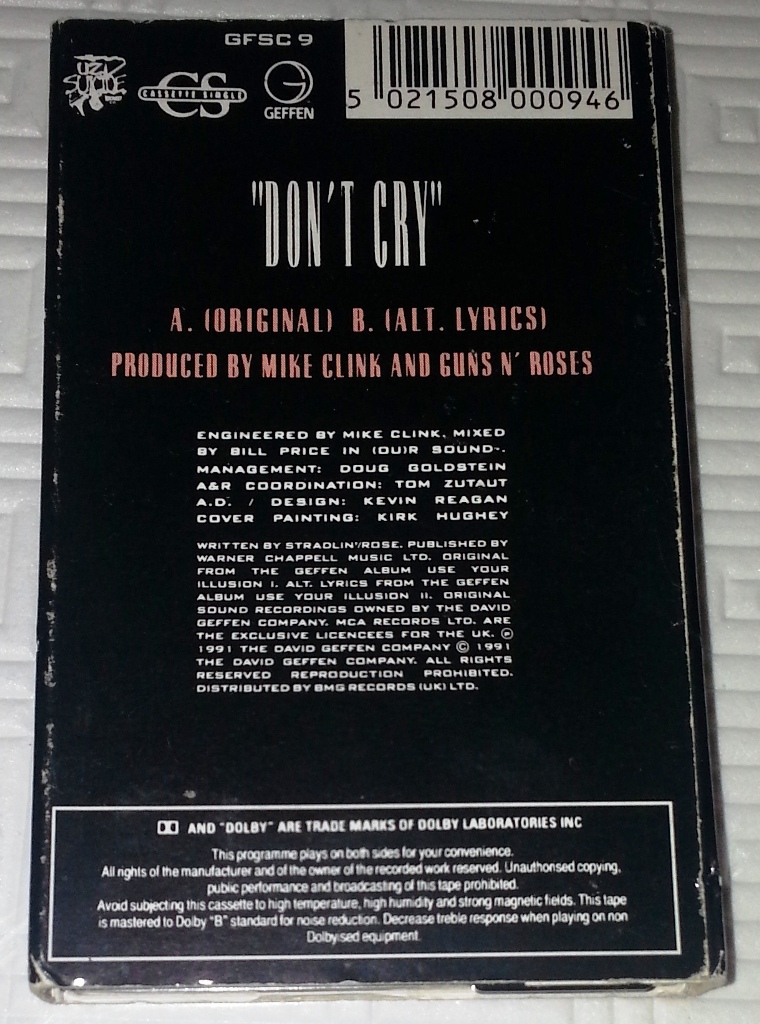 GFSC 9
UZI SUICIDE
CS
CASSETTE SINGLE
G
GEFFEN
5 021508 000946
"DON'T CRY"
A. (ORIGINAL) B. (ALT. LYRICS)
PRODUCED BY MIKE CLINK AND GUNS N' ROSES
ENGINEERED BY MIKE CLINK. MIXED
BY BILL PRICE IN (OU)R SOUND~.
MANAGEMENT: DOUG GOLDSTEIN
A&R COORDINATION: TOM ZUTAUT
A.D. / DESIGN: KEVIN REAGAN
COVER PAINTING: KIRK HUGHEY
WRITTEN BY STRADLIN'/ROSE. PUBLISHED BY
WARNER CHAPPELL MUSIC LTD. ORIGINAL
FROM THE GEFFEN ALBUM USE YOUR
ILLUSION I. ALT. LYRICS FROM THE GEFFEN
ALBUM USE YOUR ILLUSION II. ORIGINAL
SOUND RECORDINGS OWNED BY THE DAVID
GEFFEN COMPANY. MCA RECORDS LTD. ARE
THE EXCLUSIVE LICENCEES FOR THE UK. ℗
1991 THE DAVID GEFFEN COMPANY © 1991
THE DAVID GEFFEN COMPANY. ALL RIGHTS
RESERVED REPRODUCTION PROHIBITED.
DISTRIBUTED BY BMG RECORDS (UK) LTD.
AND "DOLBY" ARE TRADE MARKS OF DOLBY LABORATORIES INC
This programme plays on both sides for your convenience.
All rights of the manufacturer and of the owner of the recorded work reserved. Unauthorised copying,
public performance and broadcasting of this tape prohibited.
Avoid subjecting this cassette to high temperature, high humidity and strong magnetic fields. This tape
is mastered to Dolby "B" standard for noise reduction. Decrease treble response when playing on non
Dolbyised equipment.